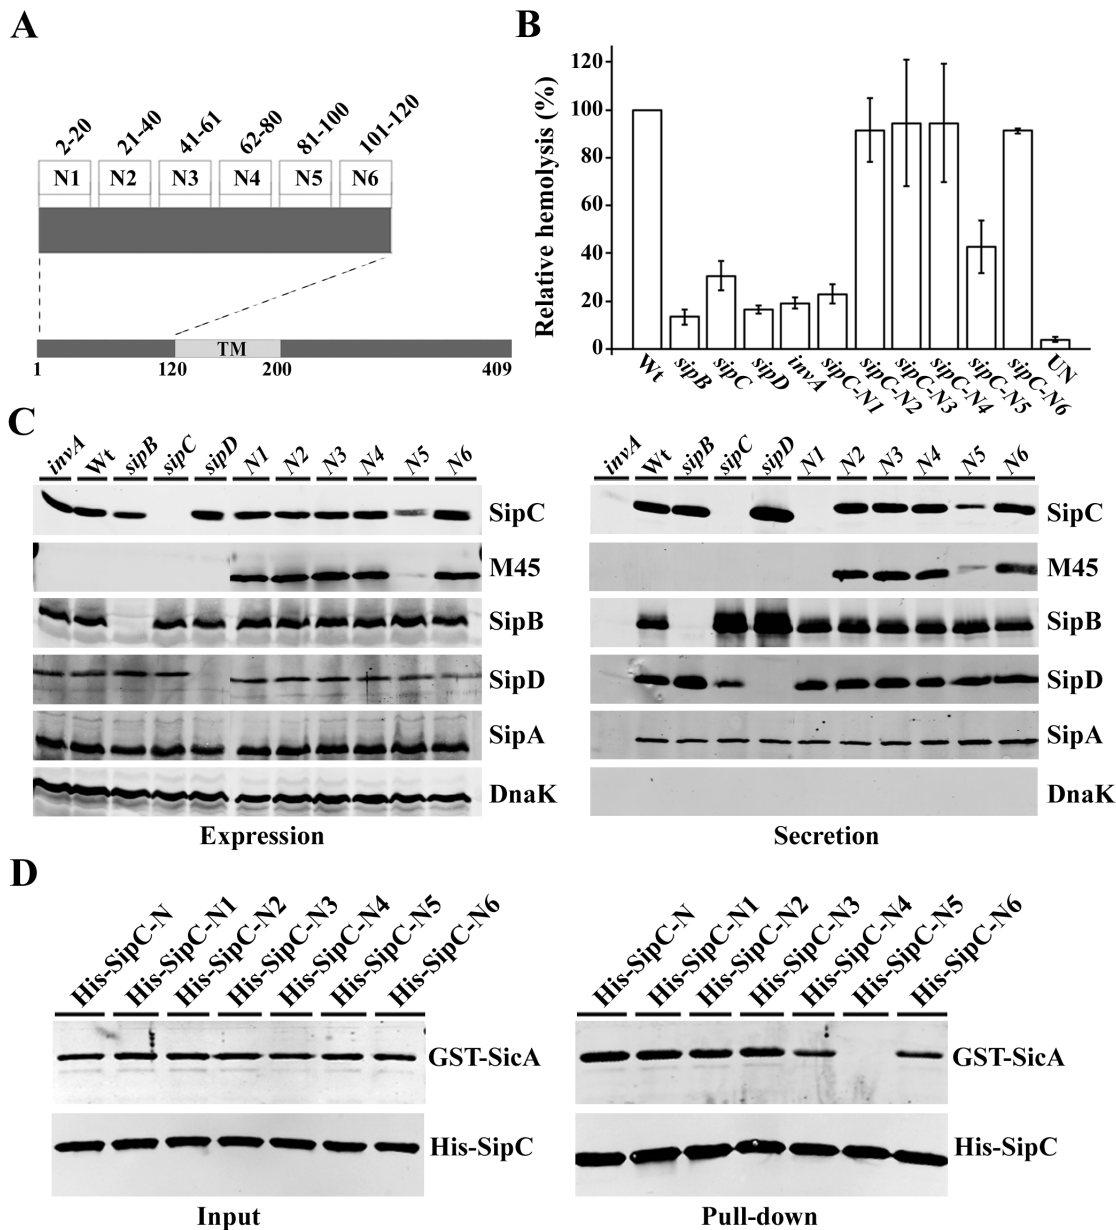 A
2-20 21-40 41-61 62-80 81-100 101-120
N1 N2 N3 N4 N5 N6
TM
1 120 200 409
B
Relative hemolysis (%)
120
100
80
60
40
20
0
Wt sipB sipC sipD invA sipC-N1 sipC-N2 sipC-N3 sipC-N4 sipC-N5 sipC-N6 UN
C
invA Wt sipB sipC sipD N1 N2 N3 N4 N5 N6
SipC
M45
SipB
SipD
SipA
DnaK
Expression
invA Wt sipB sipC sipD N1 N2 N3 N4 N5 N6
SipC
M45
SipB
SipD
SipA
DnaK
Secretion
D
His-SipC-N His-SipC-N1 His-SipC-N2 His-SipC-N3 His-SipC-N4 His-SipC-N5 His-SipC-N6
GST-SicA
His-SipC
Input
His-SipC-N His-SipC-N1 His-SipC-N2 His-SipC-N3 His-SipC-N4 His-SipC-N5 His-SipC-N6
GST-SicA
His-SipC
Pull-down